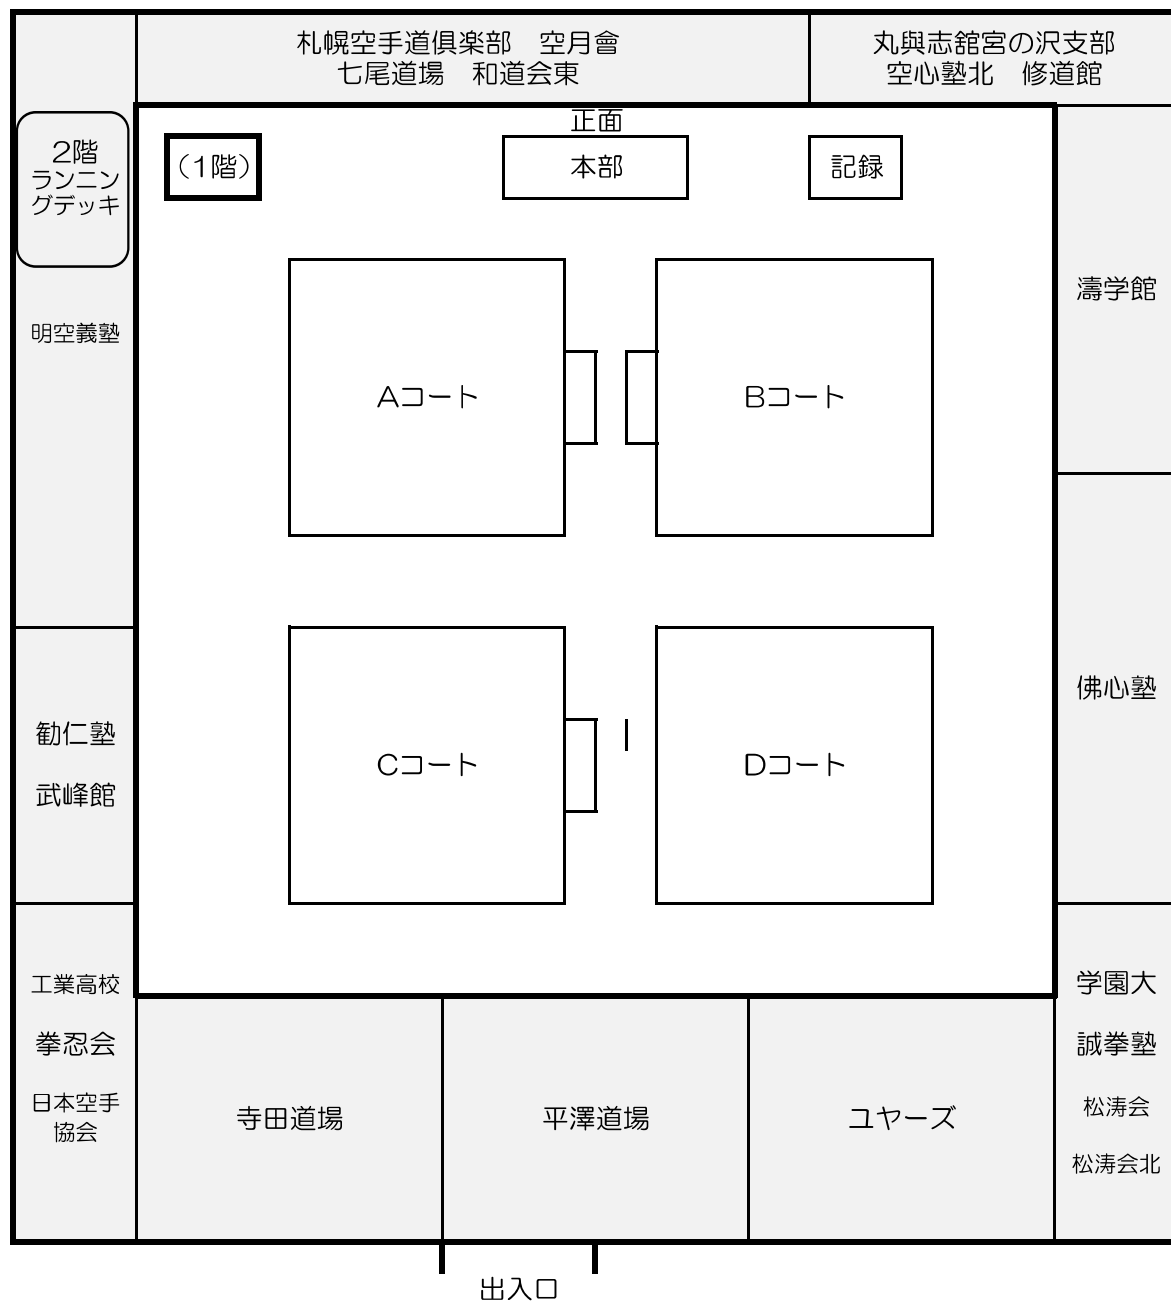 札幌空手道倶楽部　空月會
七尾道場　和道会東
丸與志舘宮の沢支部
空心塾北　修道館
正面
2階
ランニン
グデッキ
（1階）
本部
記録
濤学館
明空義塾
Aコート
Bコート
佛心塾
勧仁塾
武峰館
Cコート
Dコート
工業高校
拳忍会
日本空手
協会
学園大
誠拳塾
松涛会
松涛会北
寺田道場
平澤道場
ユヤーズ
出入口